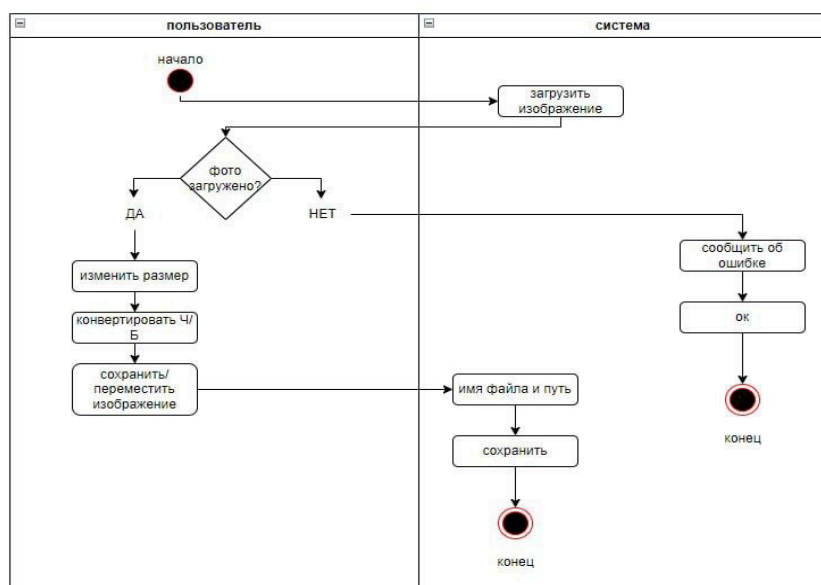 пользователь
система
начало
загрузить
изображение
фото
загружено?
ДА
НЕТ
сообщить об
ошибке
изменить размер
конвертировать Ч/
Б
ок
сохранить/
переместить
изображение
имя файла и путь
сохранить
конец
конец